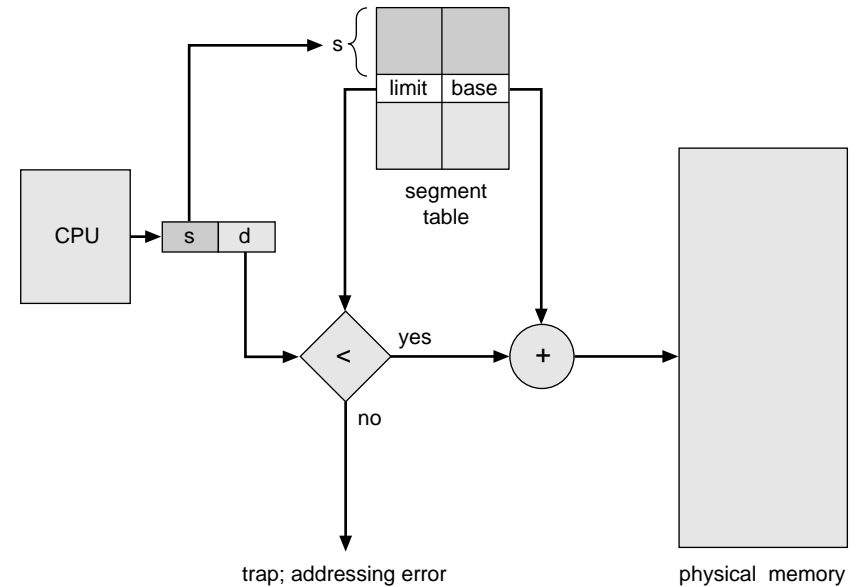 s
limit base
segment
table
CPU
s d
<
yes
+
no
trap; addressing error
physical memory